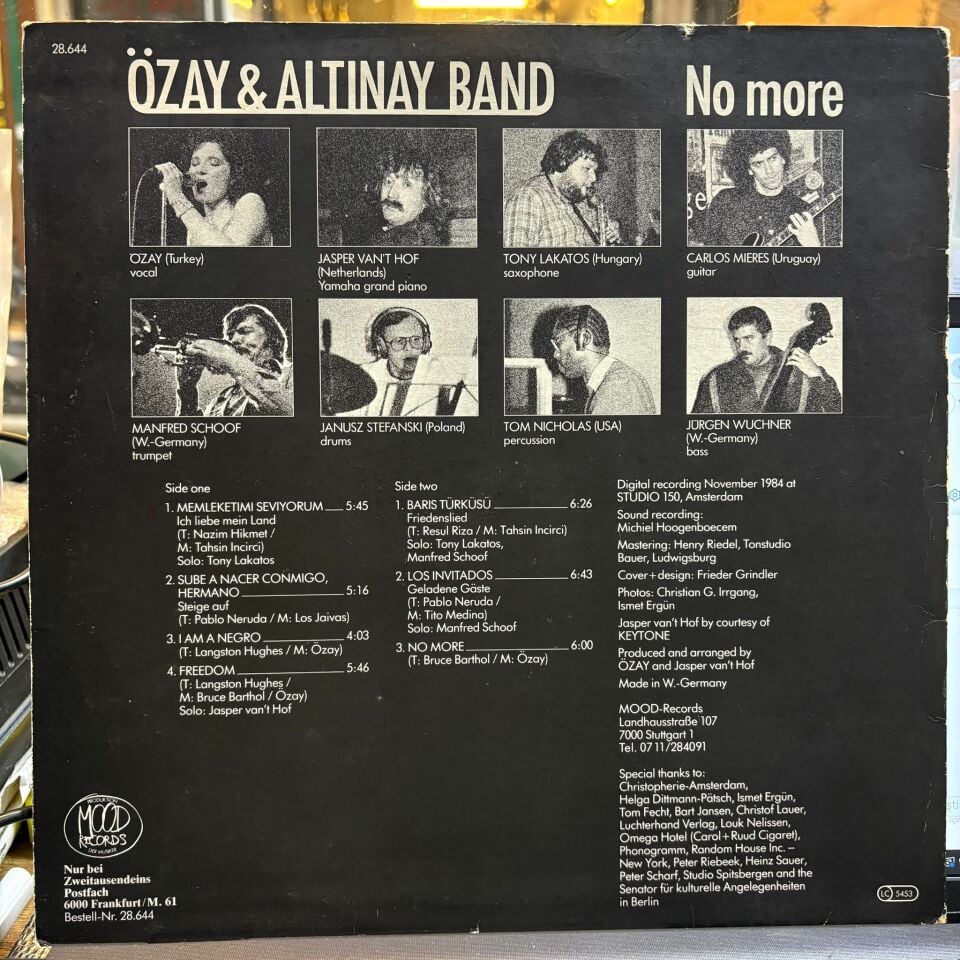 28.644
ÖZAY & ALTINAY BAND
No more
ÖZAY (Turkey)
vocal
JASPER VAN'T HOF
(Netherlands)
Yamaha grand piano
TONY LAKATOS (Hungary)
saxophone
CARLOS MIERES (Uruguay)
guitar
MANFRED SCHOOF
(W.-Germany)
trumpet
JANUSZ STEFANSKI (Poland)
drums
TOM NICHOLAS (USA)
percussion
JÜRGEN WUCHNER
(W.-Germany)
bass
Side one
1. MEMLEKETIMI SEVIYORUM 5:45
Ich liebe mein Land
(T: Nazim Hikmet /
M: Tahsin Incirci)
Solo: Tony Lakatos
2. SUBE A NACER CONMIGO,
HERMANO 5:16
Steige auf
(T: Pablo Neruda / M: Los Jaivas)
3. I AM A NEGRO 4:03
(T: Langston Hughes / M: Özay)
4. FREEDOM 5:46
(T: Langston Hughes /
M: Bruce Barthol / Özay)
Solo: Jasper van't Hof
Side two
1. BARIS TÜRKÜSÜ 6:26
Friedenslied
(T: Resul Riza / M: Tahsin Incirci)
Solo: Tony Lakatos,
Manfred Schoof
2. LOS INVITADOS 6:43
Geladene Gäste
(T: Pablo Neruda /
M: Tito Medina)
Solo: Manfred Schoof
3. NO MORE 6:00
(T: Bruce Barthol / M: Özay)
Digital recording November 1984 at
STUDIO 150, Amsterdam
Sound recording:
Michiel Hoogenboecem
Mastering: Henry Riedel, Tonstudio
Bauer, Ludwigsburg
Cover+design: Frieder Grindler
Photos: Christian G. Irrgang,
Ismet Ergün
Jasper van't Hof by courtesy of
KEYTONE
Produced and arranged by
ÖZAY and Jasper van't Hof
Made in W.-Germany
MOOD-Records
Landhausstraße 107
7000 Stuttgart 1
Tel. 0711/284091
Special thanks to:
Christopherie-Amsterdam,
Helga Dittmann-Pätsch, Ismet Ergün,
Tom Fecht, Bart Jansen, Christof Lauer,
Luchterhand Verlag, Louk Nelissen,
Omega Hotel (Carol+Ruud Cigaret),
Phonogramm, Random House Inc. –
New York, Peter Riebeek, Heinz Sauer,
Peter Scharf, Studio Spitsbergen and the
Senator für kulturelle Angelegenheiten
in Berlin
PRODUKTION
MOOD
RECORDS
DER MUSIKER
Nur bei
Zweitausendeins
Postfach
6000 Frankfurt/M. 61
Bestell-Nr. 28.644
LC 5453